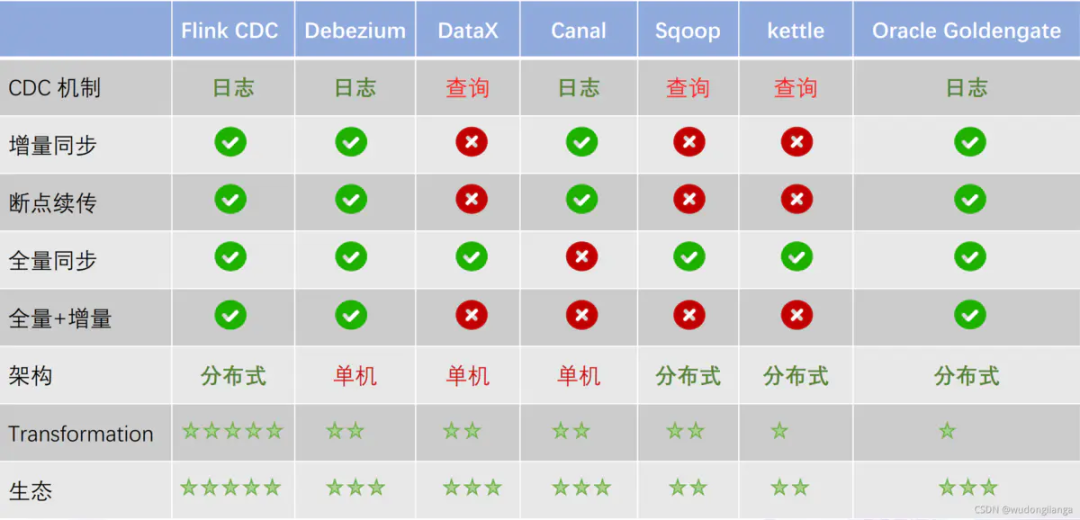 Flink CDC Debezium DataX Canal Sqoop kettle Oracle Goldengate
CDC 机制 日志 日志 查询 日志 查询 查询 日志
增量同步
断点续传
全量同步
全量+增量
架构 分布式 单机 单机 单机 分布式 分布式 分布式
Transformation
生态
CSDN @wudonglianga